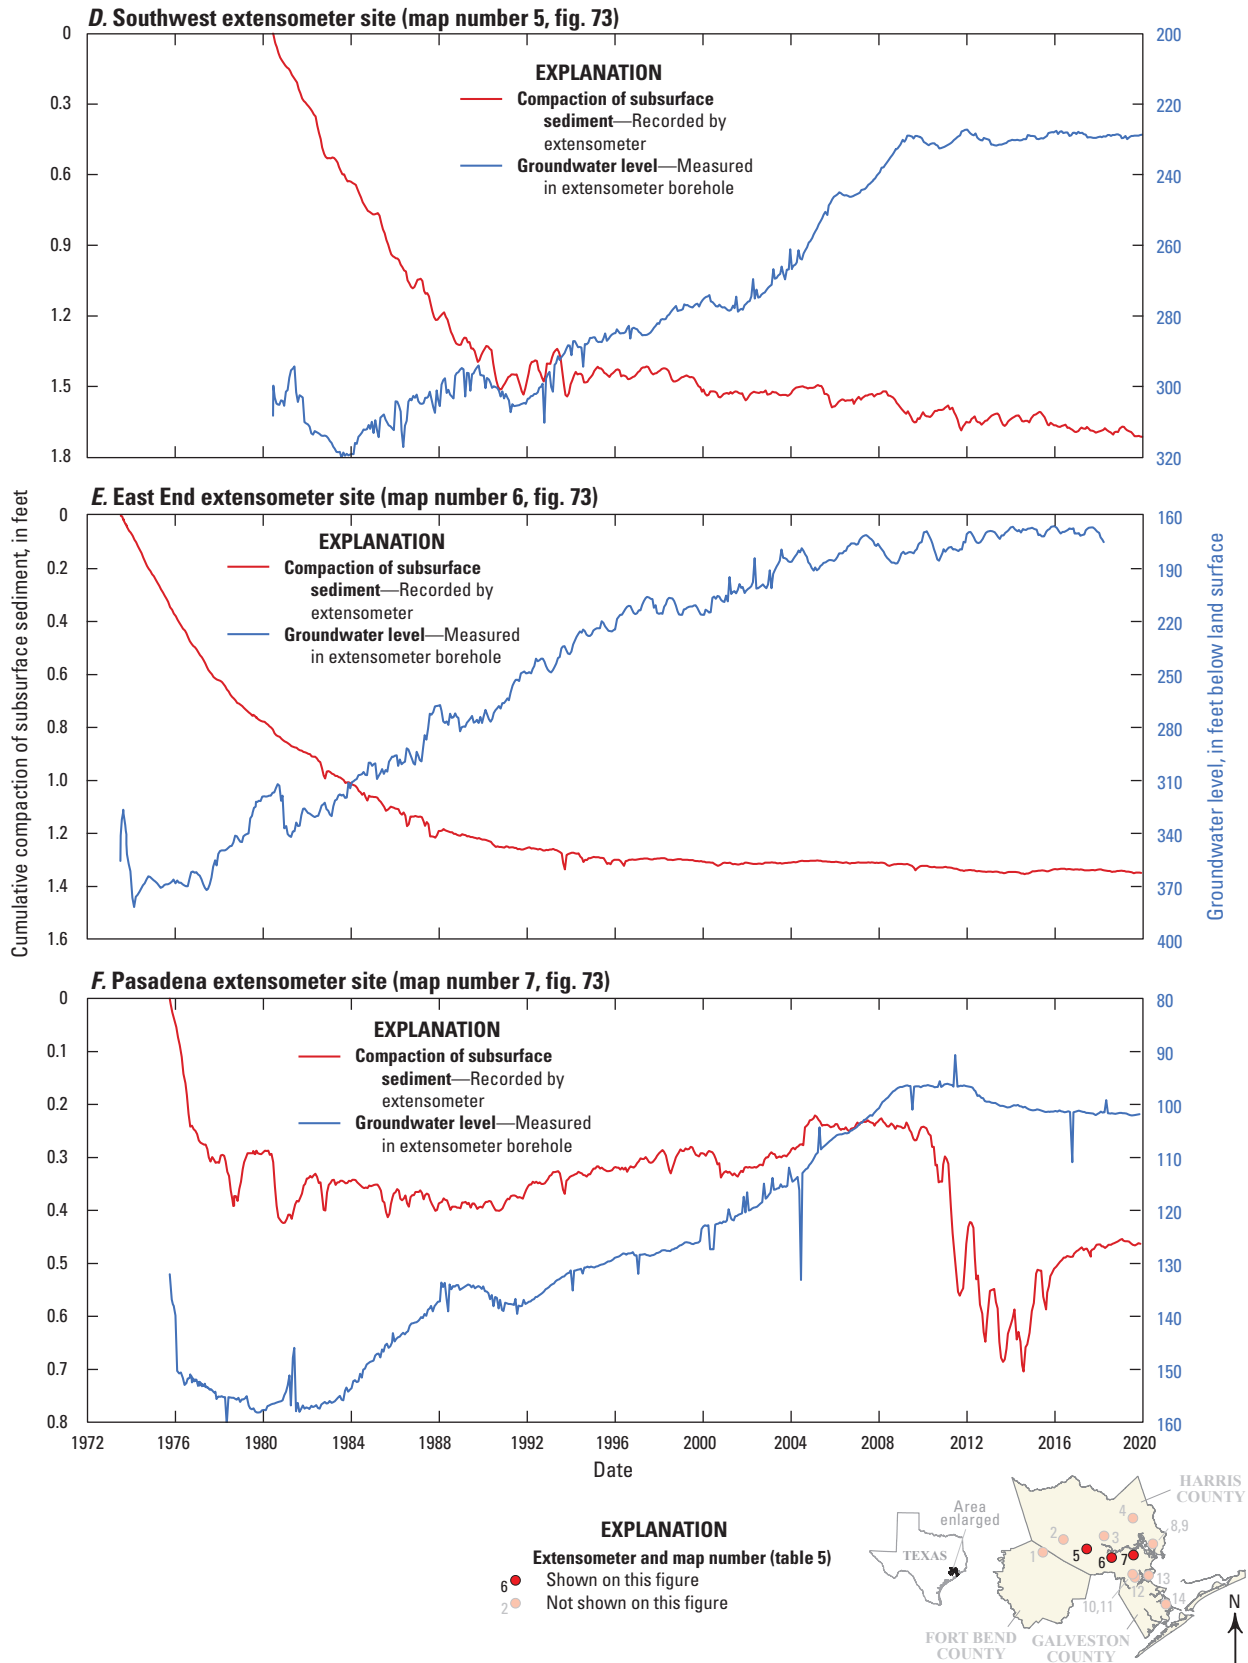 D. Southwest extensometer site (map number 5, fig. 73)
0
0.3
0.6
0.9
1.2
1.5
1.8
200
220
240
260
280
300
320
EXPLANATION
Compaction of subsurface
sediment—Recorded by
extensometer
Groundwater level—Measured
in extensometer borehole
Cumulative compaction of subsurface sediment, in feet
Groundwater level, in feet below land surface
E. East End extensometer site (map number 6, fig. 73)
0
0.2
0.4
0.6
0.8
1.0
1.2
1.4
1.6
160
190
220
250
280
310
340
370
400
EXPLANATION
Compaction of subsurface
sediment—Recorded by
extensometer
Groundwater level—Measured
in extensometer borehole
F. Pasadena extensometer site (map number 7, fig. 73)
0
0.1
0.2
0.3
0.4
0.5
0.6
0.7
0.8
80
90
100
110
120
130
140
150
160
EXPLANATION
Compaction of subsurface
sediment—Recorded by
extensometer
Groundwater level—Measured
in extensometer borehole
1972 1976 1980 1984 1988 1992 1996 2000 2004 2008 2012 2016 2020
Date
EXPLANATION
Extensometer and map number (table 5)
6 Shown on this figure
2 Not shown on this figure
Area
enlarged
TEXAS
HARRIS
COUNTY
4
8,9
2
3
1
5
6
7
13
12
10,11
14
FORT BEND
COUNTY
GALVESTON
COUNTY
N